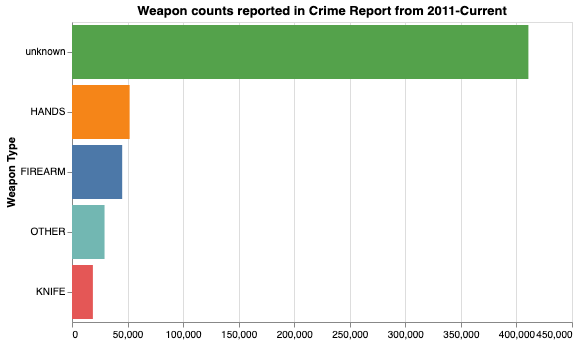 Weapon counts reported in Crime Report from 2011-Current
Weapon Type
unknown
HANDS
FIREARM
OTHER
KNIFE
0 50,000 100,000 150,000 200,000 250,000 300,000 350,000 400,000 450,000